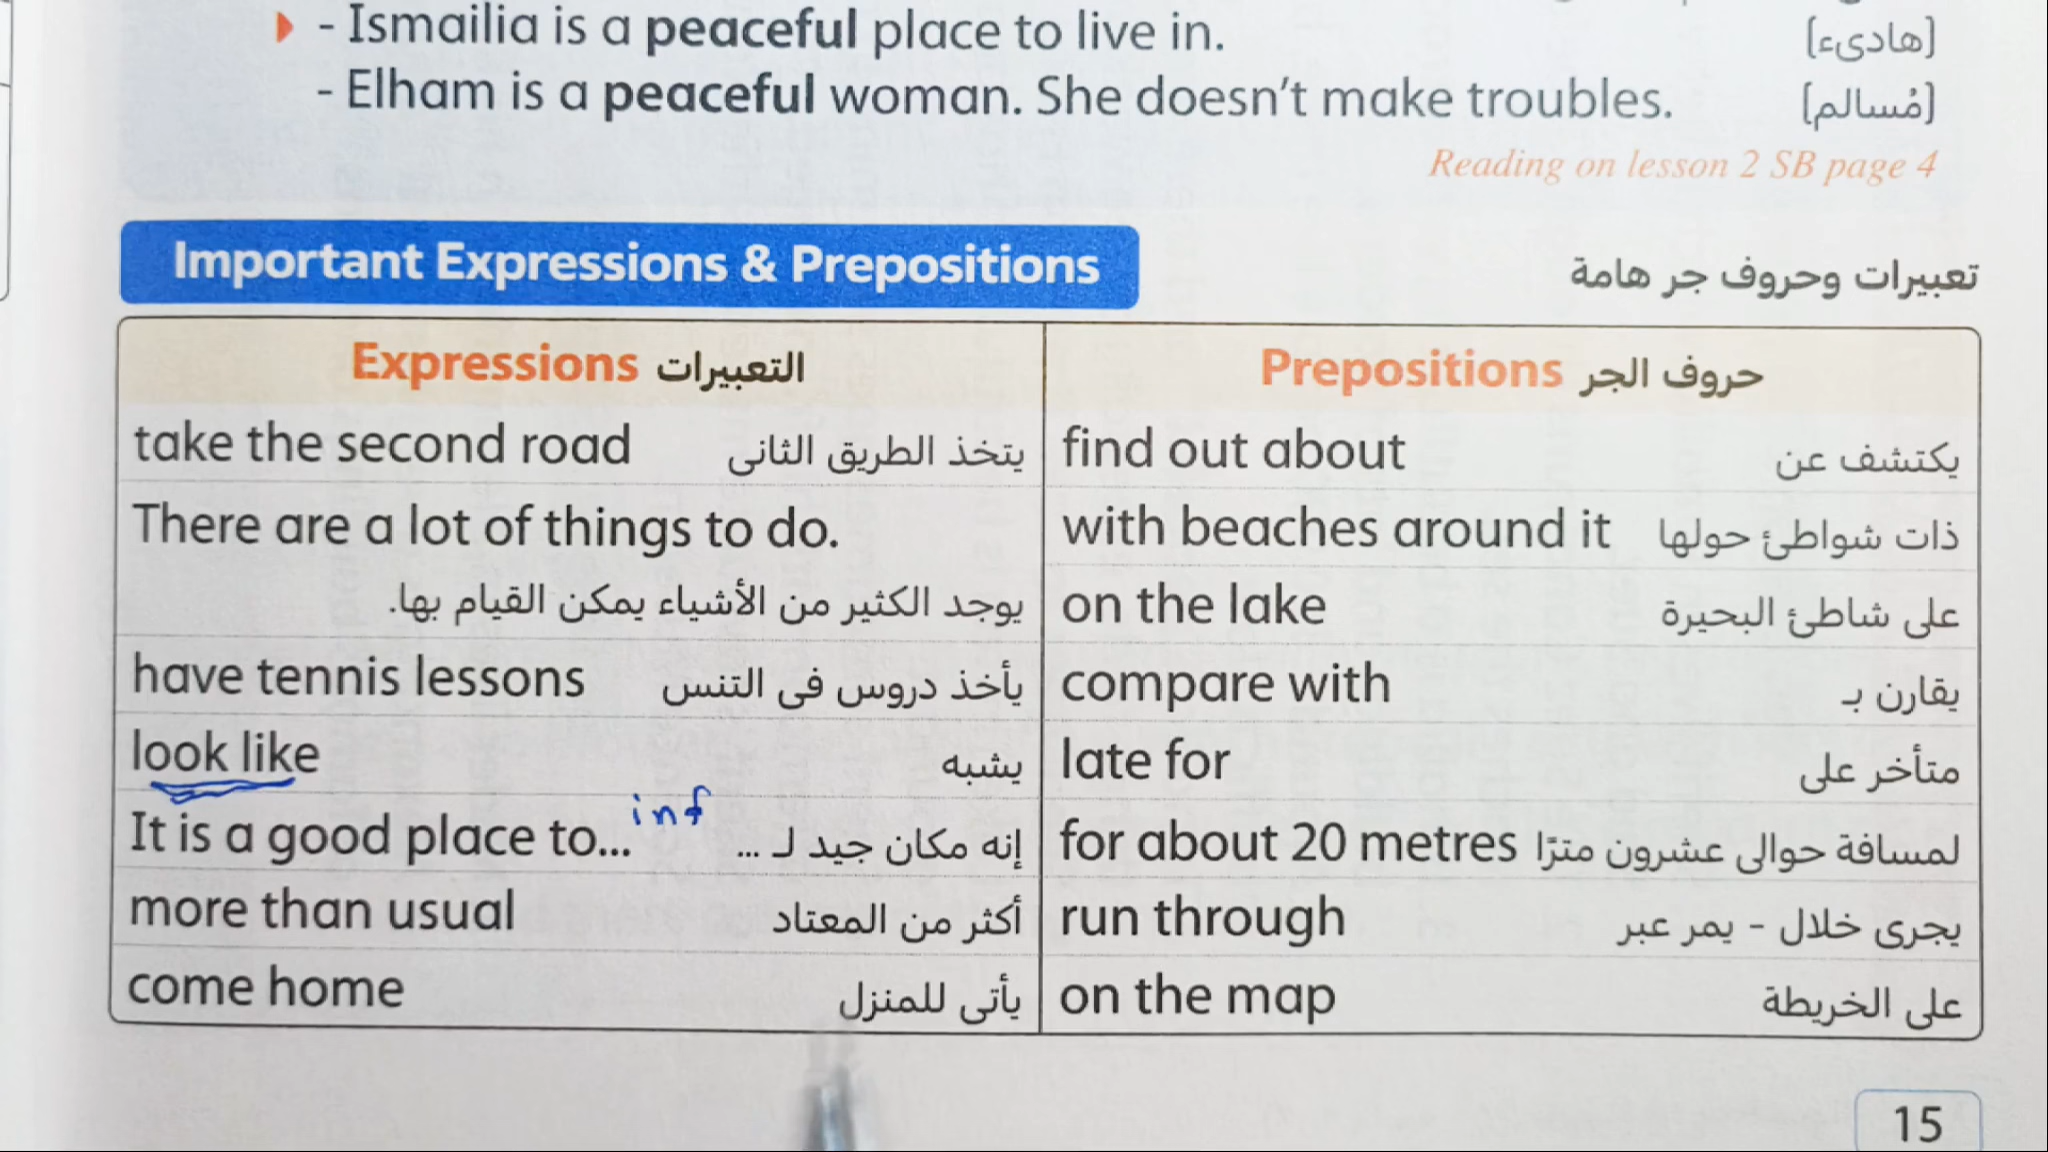 - Ismailia is a peaceful place to live in. [هادىء]
- Elham is a peaceful woman. She doesn't make troubles. [مُسالم]
Reading on lesson 2 SB page 4
Important Expressions & Prepositions تعبيرات وحروف جر هامة
Expressions التعبيرات
take the second road يتخذ الطريق الثانى
There are a lot of things to do.
يوجد الكثير من الأشياء يمكن القيام بها.
have tennis lessons يأخذ دروس فى التنس
look like يشبه
It is a good place to... inf إنه مكان جيد لـ ...
more than usual أكثر من المعتاد
come home يأتى للمنزل
Prepositions حروف الجر
find out about يكتشف عن
with beaches around it ذات شواطئ حولها
on the lake على شاطئ البحيرة
compare with يقارن بـ
late for متأخر على
for about 20 metres لمسافة حوالى عشرون مترًا
run through يجرى خلال - يمر عبر
on the map على الخريطة
15